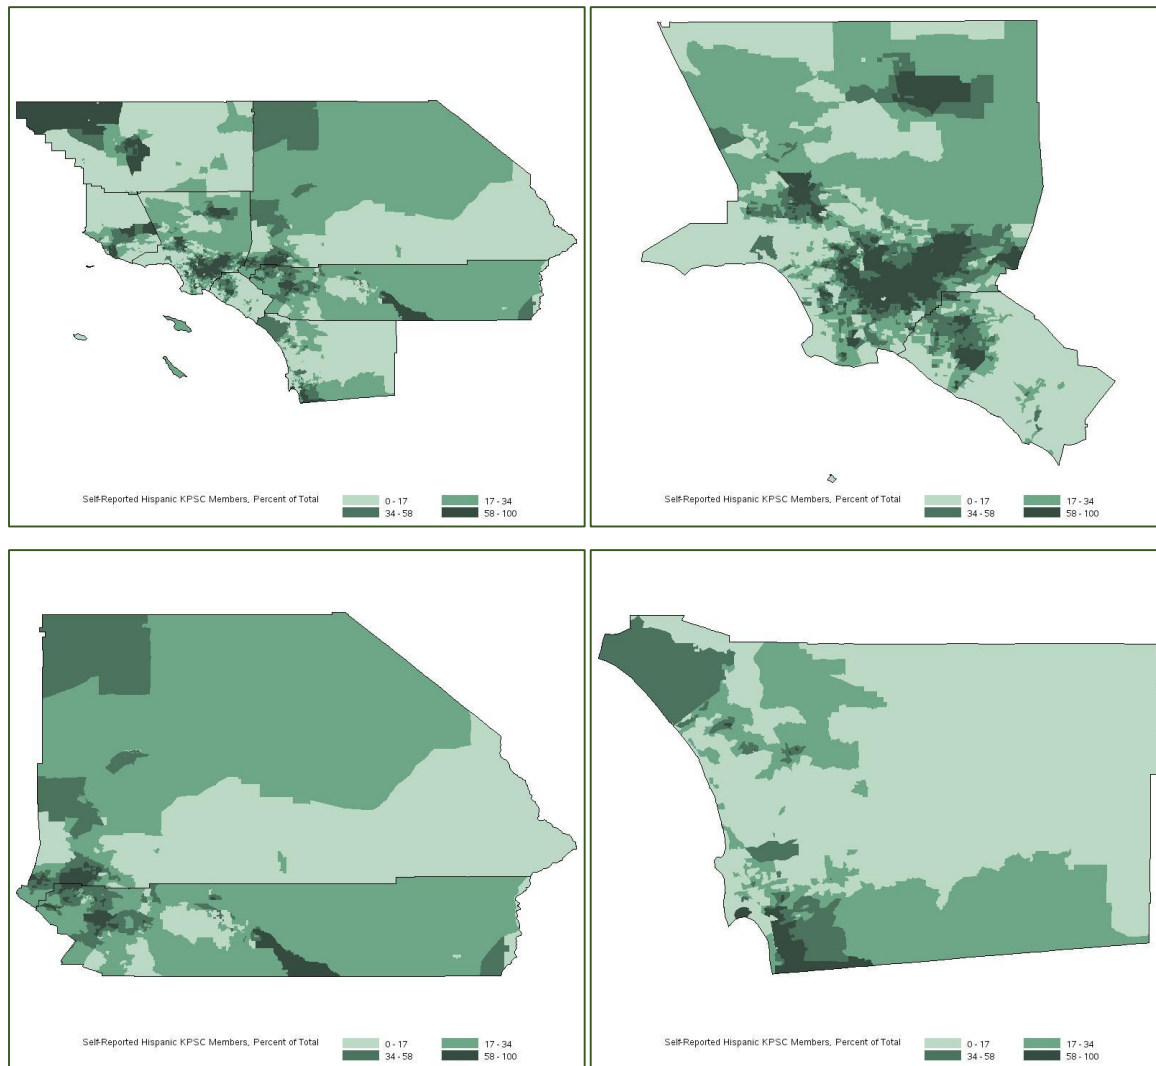 Self-Reported Hispanic KPSC Members, Percent of Total 0 - 17 17 - 34
34 - 58 58 - 100
Self-Reported Hispanic KPSC Members, Percent of Total 0 - 17 17 - 34
34 - 58 58 - 100
Self-Reported Hispanic KPSC Members, Percent of Total 0 - 17 17 - 34
34 - 58 58 - 100
Self-Reported Hispanic KPSC Members, Percent of Total 0 - 17 17 - 34
34 - 58 58 - 100